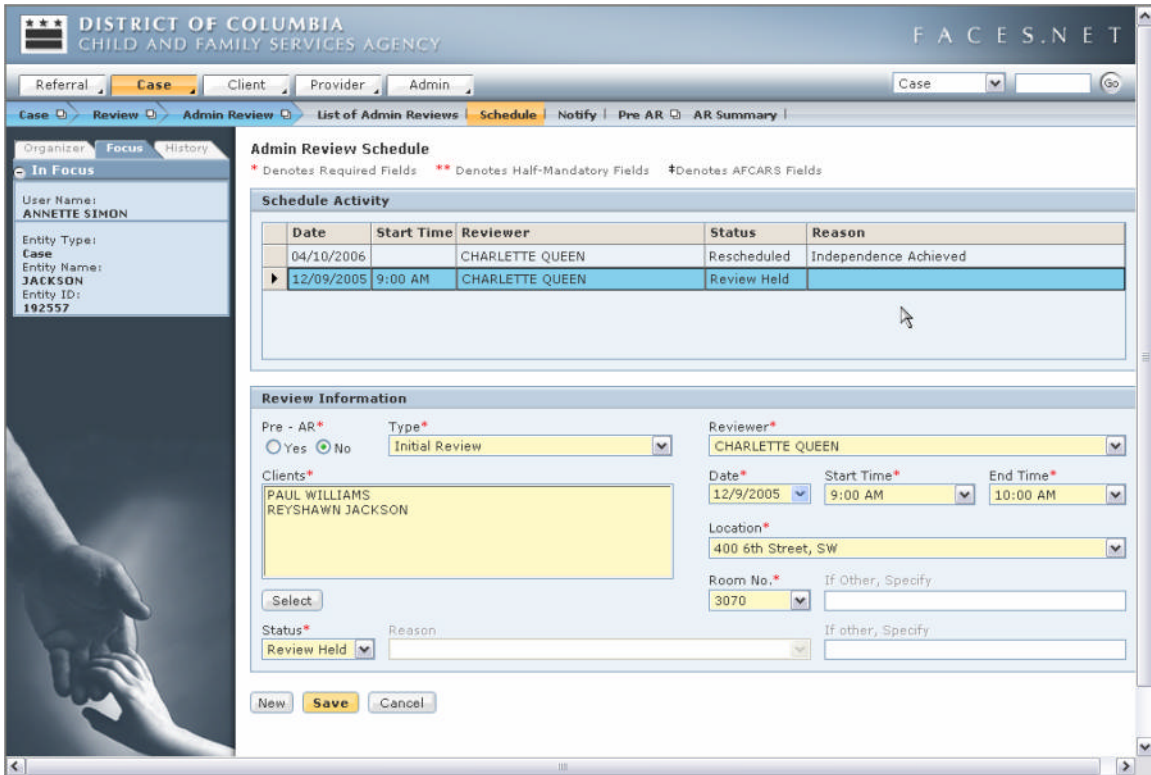 DISTRICT OF COLUMBIA
CHILD AND FAMILY SERVICES AGENCY
FACES.NET
Referral Case Client Provider Admin Case Go
Case Review Admin Review List of Admin Reviews Schedule Notify Pre AR AR Summary
Organizer Focus History
In Focus
User Name:
ANNETTE SIMON
Entity Type:
Case
Entity Name:
JACKSON
Entity ID:
192557
Admin Review Schedule
* Denotes Required Fields ** Denotes Half-Mandatory Fields ‡Denotes AFCARS Fields
Schedule Activity
Date Start Time Reviewer Status Reason
04/10/2006 CHARLETTE QUEEN Rescheduled Independence Achieved
12/09/2005 9:00 AM CHARLETTE QUEEN Review Held
Review Information
Pre - AR* Type* Reviewer*
Yes No Initial Review CHARLETTE QUEEN
Clients* Date* Start Time* End Time*
PAUL WILLIAMS 12/9/2005 9:00 AM 10:00 AM
REYSHAWN JACKSON
Location*
400 6th Street, SW
Room No.* If Other, Specify
Select 3070
Status* Reason If other, Specify
Review Held
New Save Cancel